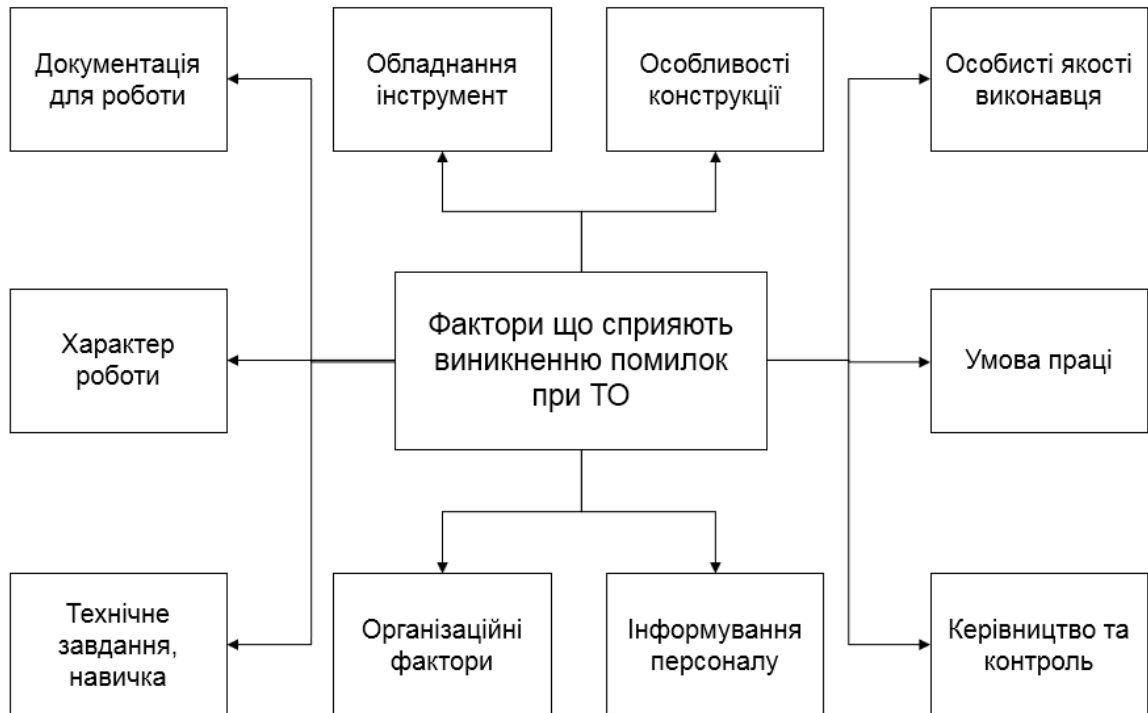 Документація
для роботи
Обладнання
інструмент
Особливості
конструкції
Особисті якості
виконавця
Характер
роботи
Фактори що сприяють
виникненню помилок
при ТО
Умова праці
Технічне
завдання,
навичка
Організаційні
фактори
Інформування
персоналу
Керівництво та
контроль